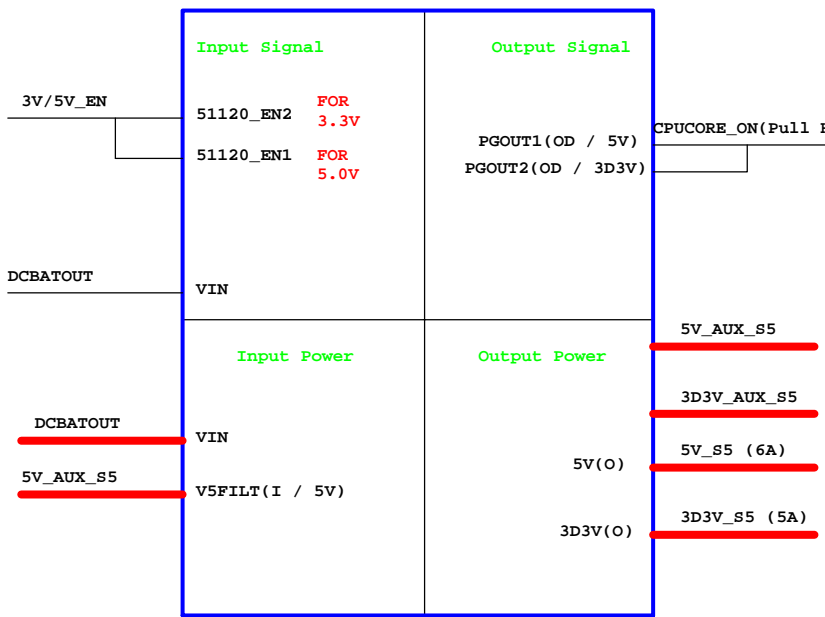 Input Signal
Output Signal
3V/5V_EN
51120_EN2
FOR
3.3V
51120_EN1
FOR
5.0V
PGOUT1(OD / 5V)
CPUCORE_ON(Pull
PGOUT2(OD / 3D3V)
DCBATOUT
VIN
5V_AUX_S5
Input Power
Output Power
3D3V_AUX_S5
DCBATOUT
VIN
5V(O)
5V_S5 (6A)
5V_AUX_S5
V5FILT(I / 5V)
3D3V(O)
3D3V_S5 (5A)